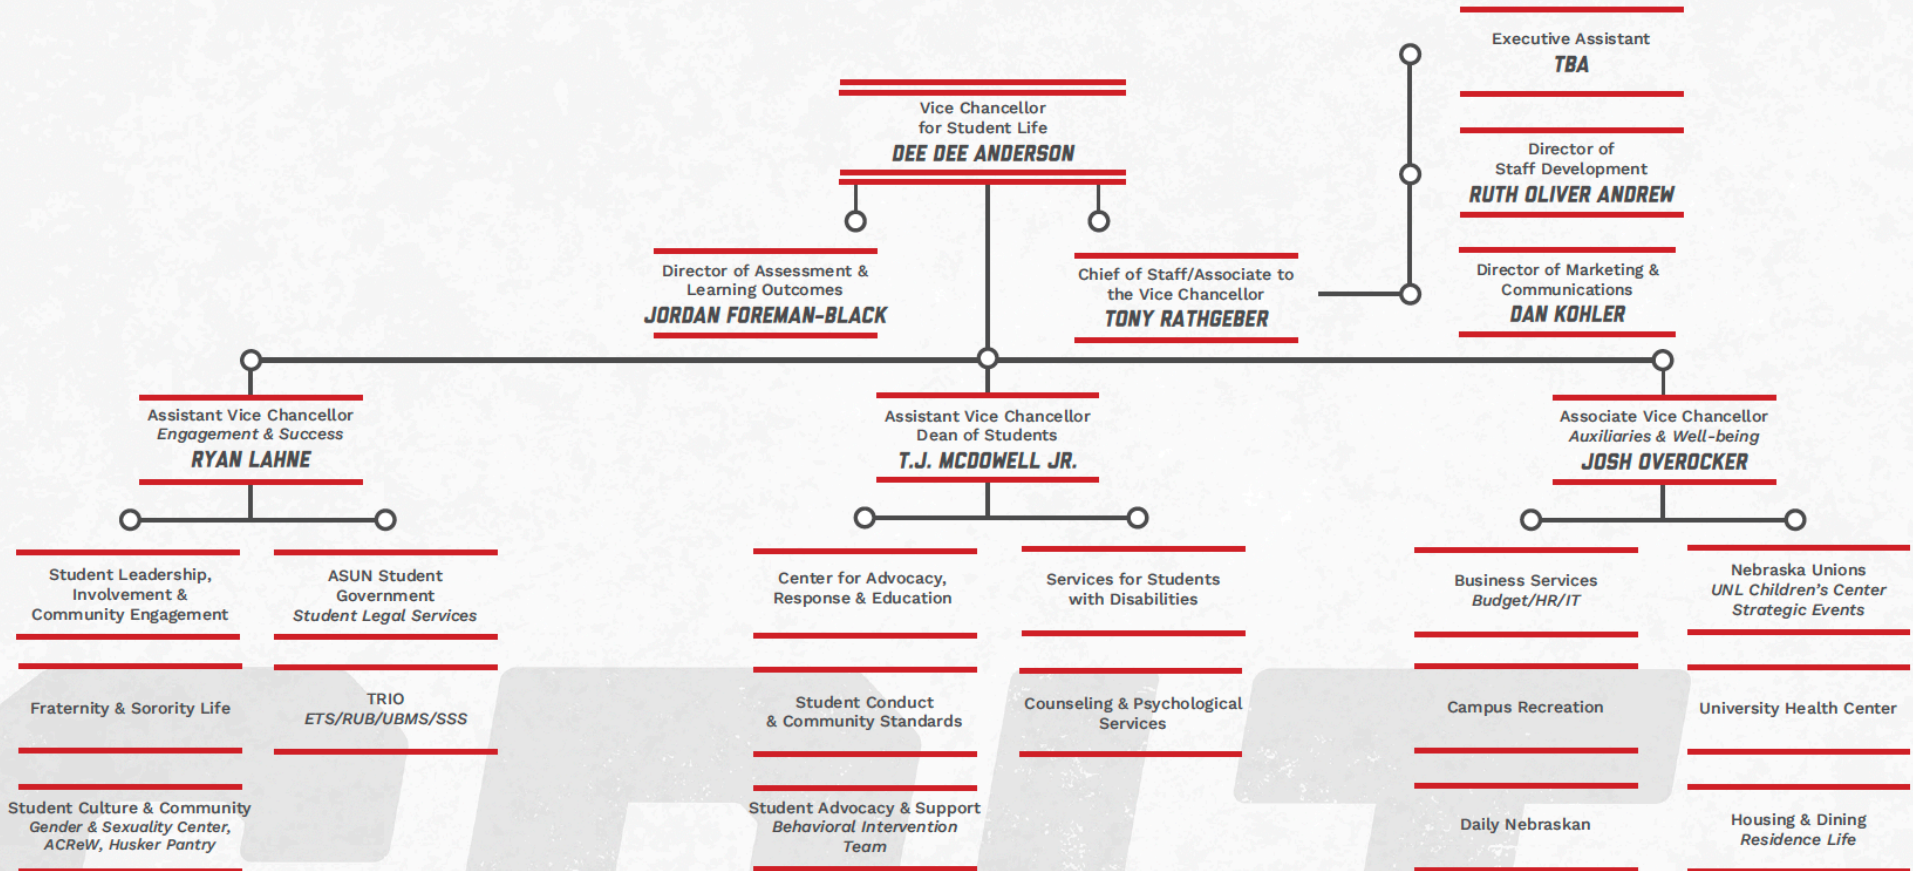 Executive Assistant
TBA
Vice Chancellor
for Student Life
DEE DEE ANDERSON
Director of
Staff Development
RUTH OLIVER ANDREW
Director of Assessment &
Learning Outcomes
JORDAN FOREMAN-BLACK
Chief of Staff/Associate to
the Vice Chancellor
TONY RATHGEBER
Director of Marketing &
Communications
DAN KOHLER
Assistant Vice Chancellor
Engagement & Success
RYAN LAHNE
Assistant Vice Chancellor
Dean of Students
T.J. MCDOWELL JR.
Associate Vice Chancellor
Auxiliaries & Well-being
JOSH OVEROCKER
Student Leadership,
Involvement &
Community Engagement
ASUN Student
Government
Student Legal Services
Center for Advocacy,
Response & Education
Services for Students
with Disabilities
Business Services
Budget/HR/IT
Nebraska Unions
UNL Children's Center
Strategic Events
Fraternity & Sorority Life
TRIO
ETS/RUB/UBMS/SSS
Student Conduct
& Community Standards
Counseling & Psychological
Services
Campus Recreation
University Health Center
Student Culture & Community
Gender & Sexuality Center,
ACReW, Husker Pantry
Student Advocacy & Support
Behavioral Intervention
Team
Daily Nebraskan
Housing & Dining
Residence Life